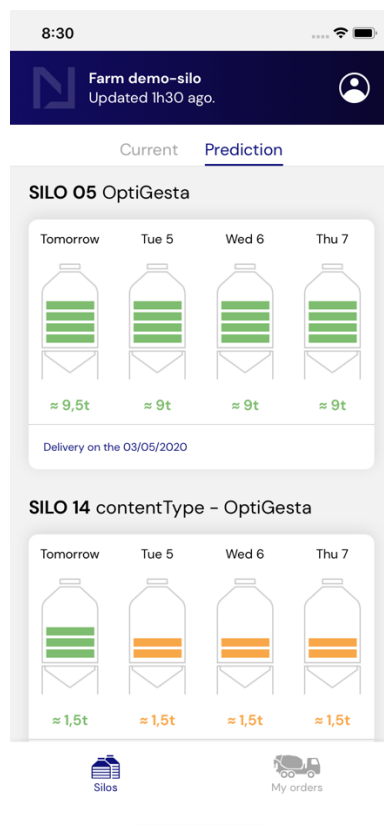 8:30
Farm demo-silo
Updated 1h30 ago.
Current Prediction
SILO 05 OptiGesta
Tomorrow Tue 5 Wed 6 Thu 7
≈ 9,5t ≈ 9t ≈ 9t ≈ 9t
Delivery on the 03/05/2020
SILO 14 contentType - OptiGesta
Tomorrow Tue 5 Wed 6 Thu 7
≈ 1,5t ≈ 1,5t ≈ 1,5t ≈ 1,5t
Silos My orders